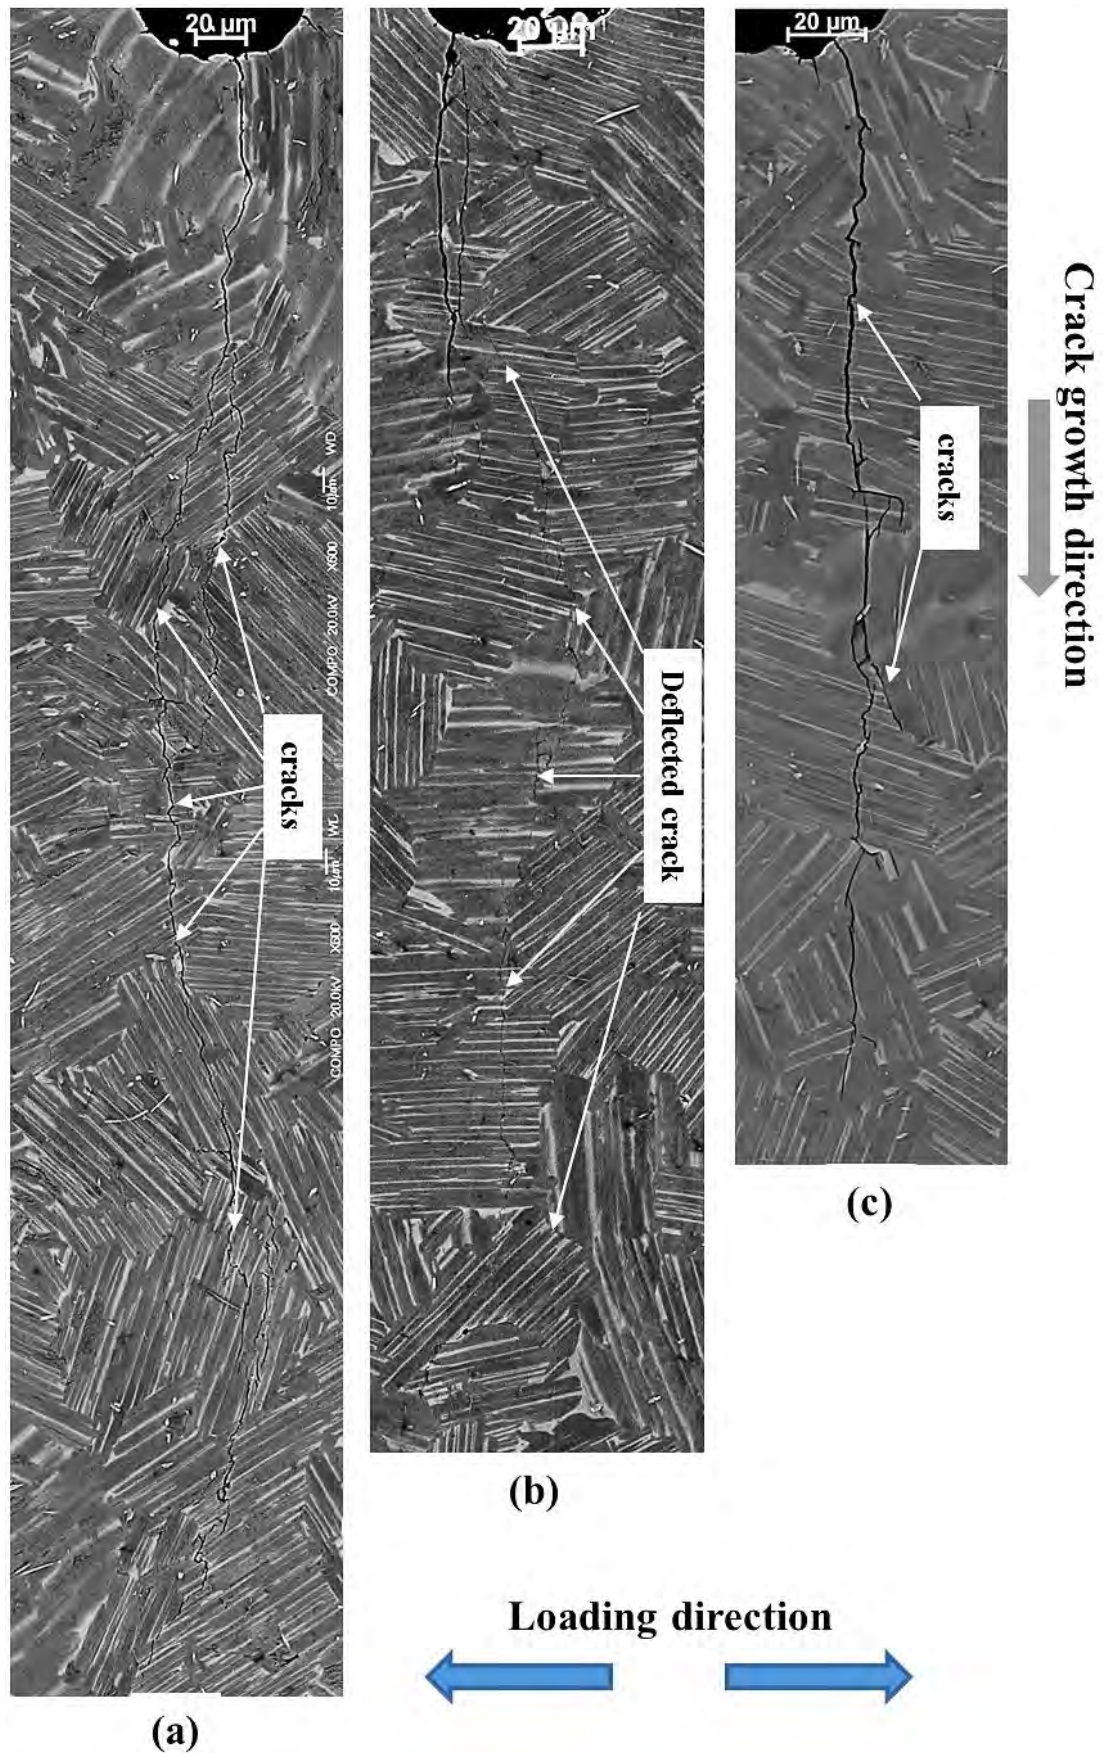 20 µm
20 µm
20 µm
cracks
WD
10µm
X600
20.0kV
COMPO
cracks
WD
10µm
X600
20.0kV
COMPO
Deflected crack
Crack growth direction
(c)
(b)
Loading direction
(a)